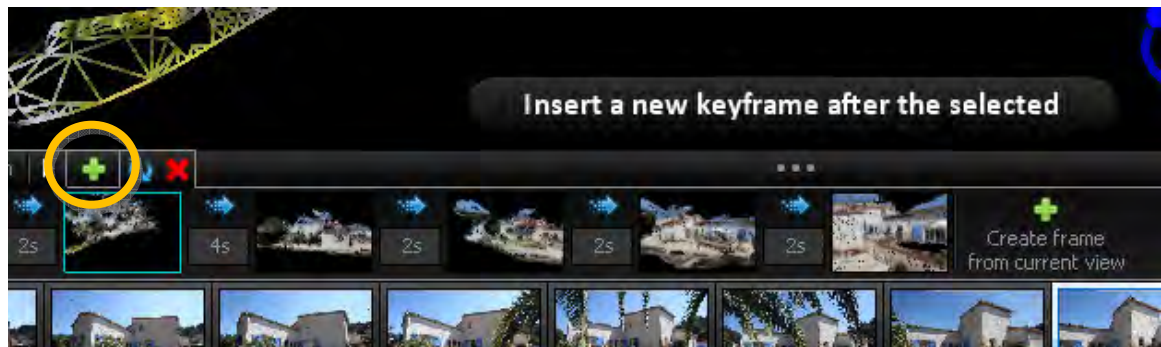 Insert a new keyframe after the selected
2s
4s
2s
2s
2s
Create frame
from current view